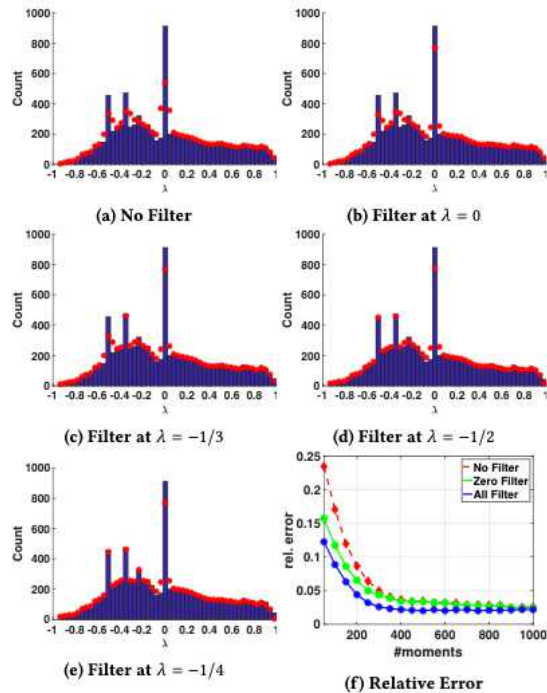 1000
800
600
400
200
0
Count
-1 -0.8 -0.6 -0.4 -0.2 0 0.2 0.4 0.6 0.8 1
λ
(a) No Filter
1000
800
600
400
200
0
Count
-1 -0.8 -0.6 -0.4 -0.2 0 0.2 0.4 0.6 0.8 1
λ
(b) Filter at λ = 0
1000
800
600
400
200
0
Count
-1 -0.8 -0.6 -0.4 -0.2 0 0.2 0.4 0.6 0.8 1
λ
(c) Filter at λ = −1/3
1000
800
600
400
200
0
Count
-1 -0.8 -0.6 -0.4 -0.2 0 0.2 0.4 0.6 0.8 1
λ
(d) Filter at λ = −1/2
1000
800
600
400
200
0
Count
-1 -0.8 -0.6 -0.4 -0.2 0 0.2 0.4 0.6 0.8 1
λ
(e) Filter at λ = −1/4
0.25
0.2
0.15
0.1
0.05
0
rel. error
No Filter
Zero Filter
All Filter
200 400 600 800 1000
#moments
(f) Relative Error